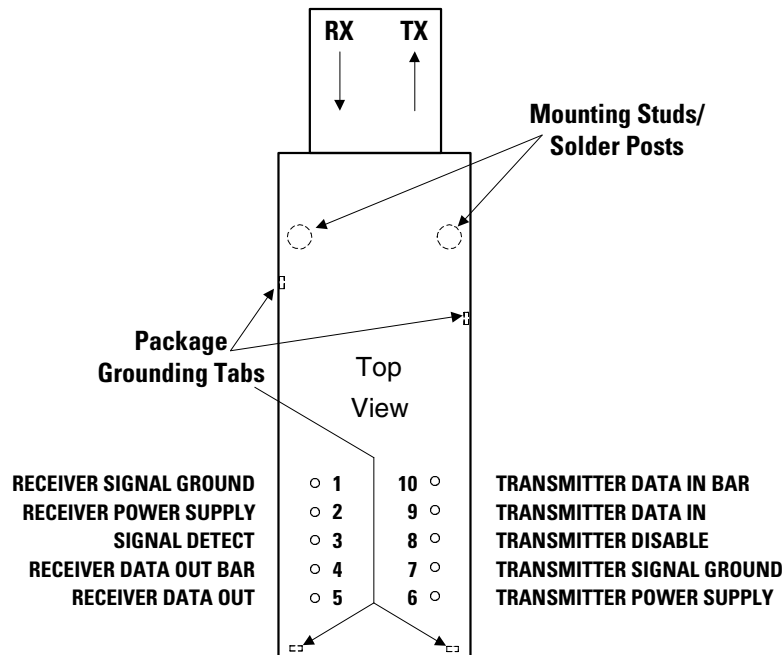 RX TX
Mounting Studs/
Solder Posts
Package
Grounding Tabs
Top
View
RECEIVER SIGNAL GROUND 1 10 TRANSMITTER DATA IN BAR
RECEIVER POWER SUPPLY 2 9 TRANSMITTER DATA IN
SIGNAL DETECT 3 8 TRANSMITTER DISABLE
RECEIVER DATA OUT BAR 4 7 TRANSMITTER SIGNAL GROUND
RECEIVER DATA OUT 5 6 TRANSMITTER POWER SUPPLY